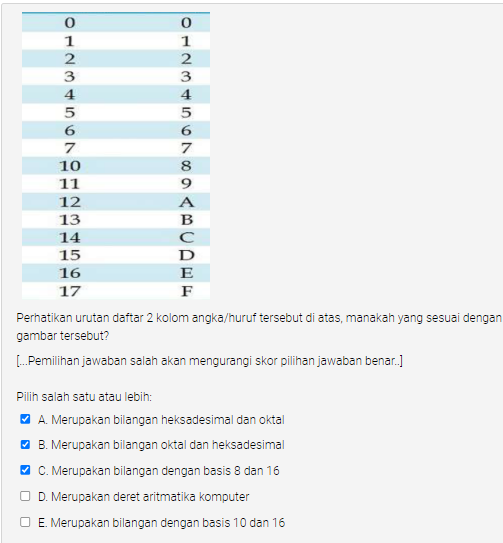 0 0
1 1
2 2
3 3
4 4
5 5
6 6
7 7
10 8
11 9
12 A
13 B
14 C
15 D
16 E
17 F
Perhatikan urutan daftar 2 kolom angka/huruf tersebut di atas, manakah yang sesuai dengan
gambar tersebut?
[...Pemilihan jawaban salah akan mengurangi skor pilihan jawaban benar..]
Pilih salah satu atau lebih:
A. Merupakan bilangan heksadesimal dan oktal
B. Merupakan bilangan oktal dan heksadesimal
C. Merupakan bilangan dengan basis 8 dan 16
D. Merupakan deret aritmatika komputer
E. Merupakan bilangan dengan basis 10 dan 16